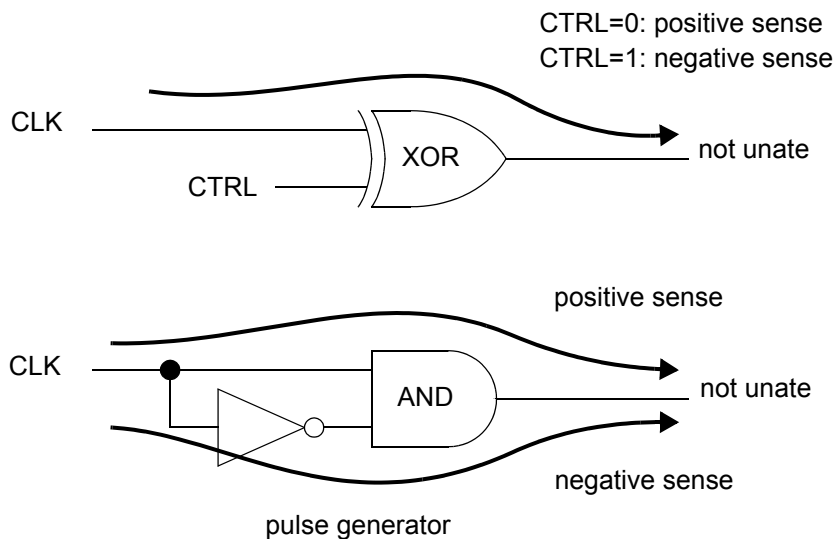 CTRL=0: positive sense
CTRL=1: negative sense
CLK
XOR
not unate
CTRL
positive sense
CLK
AND
not unate
negative sense
pulse generator